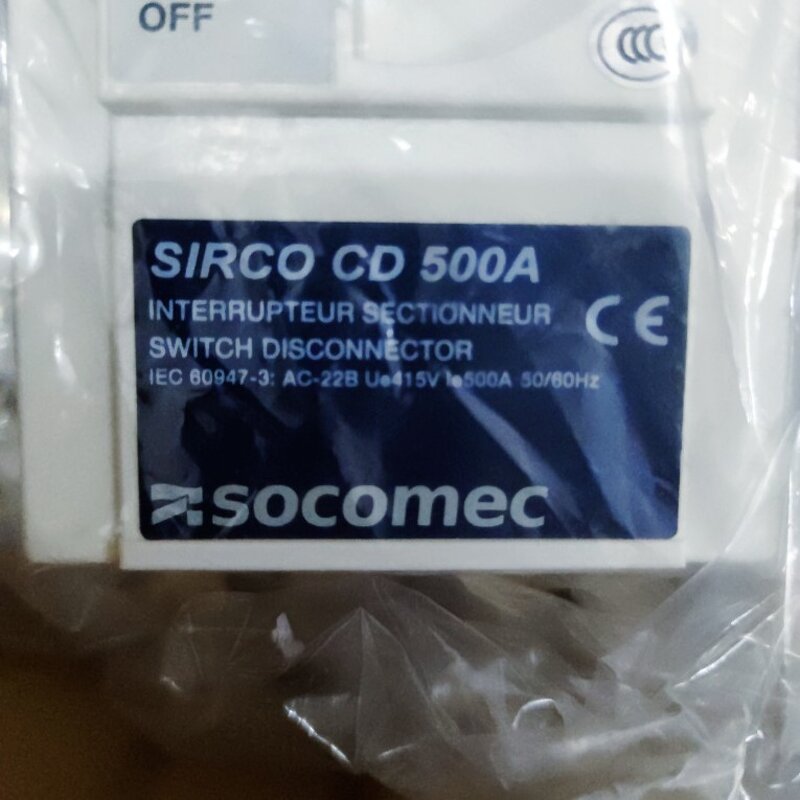 OFF
CCC
SIRCO CD 500A
INTERRUPTEUR SECTIONNEUR
CE
SWITCH DISCONNECTOR
IEC 60947-3: AC-22B Ue415V Ie500A 50/60Hz
socomec